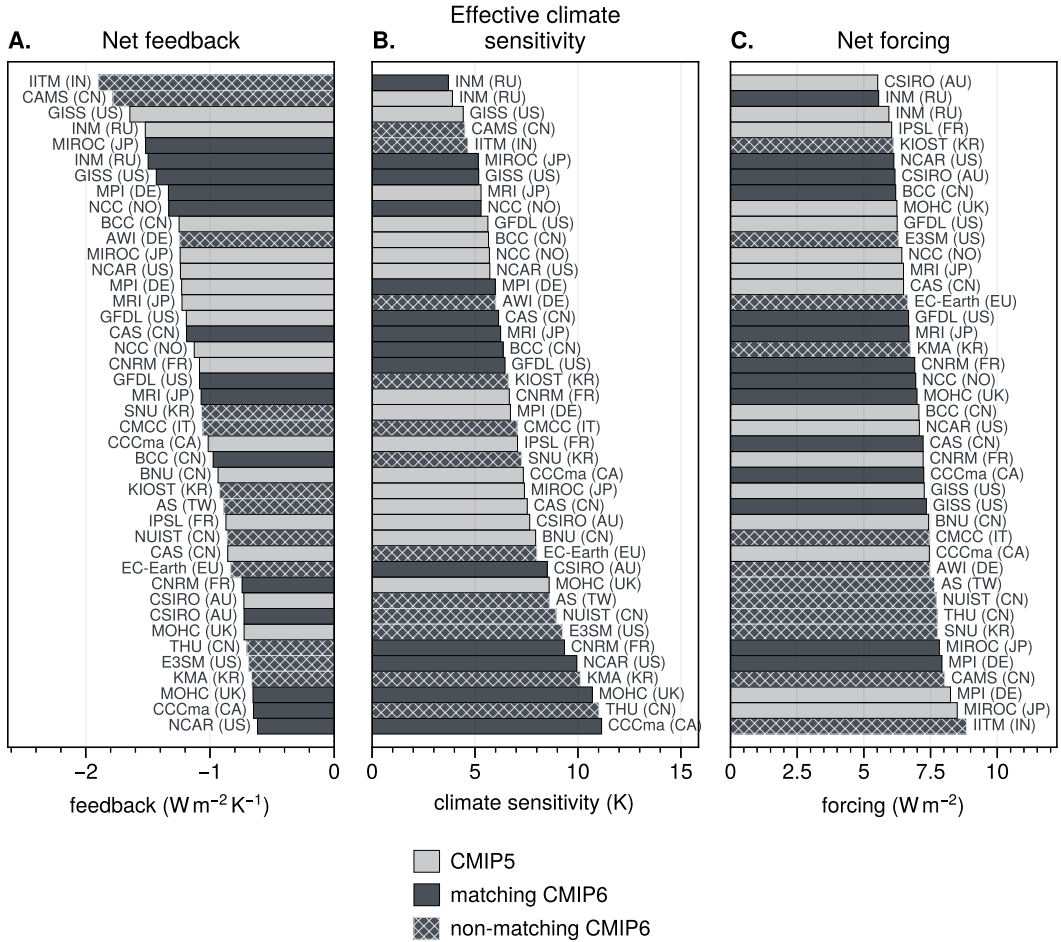 Effective climate
A. Net feedback
B. sensitivity
C. Net forcing
IITM (IN)
CAMS (CN)
GISS (US)
INM (RU)
MIROC (JP)
INM (RU)
GISS (US)
MPI (DE)
NCC (NO)
BCC (CN)
AWI (DE)
MIROC (JP)
NCAR (US)
MPI (DE)
MRI (JP)
GFDL (US)
CAS (CN)
NCC (NO)
CNRM (FR)
GFDL (US)
MRI (JP)
SNU (KR)
CMCC (IT)
CCCma (CA)
BCC (CN)
BNU (CN)
KIOST (KR)
AS (TW)
IPSL (FR)
NUIST (CN)
CAS (CN)
EC-Earth (EU)
CNRM (FR)
CSIRO (AU)
CSIRO (AU)
MOHC (UK)
THU (CN)
E3SM (US)
KMA (KR)
MOHC (UK)
CCCma (CA)
NCAR (US)
−2 −1 0
feedback (W m−2 K−1)
INM (RU)
INM (RU)
GISS (US)
CAMS (CN)
IITM (IN)
MIROC (JP)
GISS (US)
MRI (JP)
NCC (NO)
GFDL (US)
BCC (CN)
NCC (NO)
NCAR (US)
MPI (DE)
AWI (DE)
CAS (CN)
MRI (JP)
BCC (CN)
GFDL (US)
KIOST (KR)
CNRM (FR)
MPI (DE)
CMCC (IT)
IPSL (FR)
SNU (KR)
CCCma (CA)
MIROC (JP)
CAS (CN)
CSIRO (AU)
BNU (CN)
EC-Earth (EU)
CSIRO (AU)
MOHC (UK)
AS (TW)
NUIST (CN)
E3SM (US)
CNRM (FR)
NCAR (US)
KMA (KR)
MOHC (UK)
THU (CN)
CCCma (CA)
0 5 10 15
climate sensitivity (K)
CSIRO (AU)
INM (RU)
INM (RU)
IPSL (FR)
KIOST (KR)
NCAR (US)
CSIRO (AU)
BCC (CN)
MOHC (UK)
GFDL (US)
E3SM (US)
NCC (NO)
MRI (JP)
CAS (CN)
EC-Earth (EU)
GFDL (US)
MRI (JP)
KMA (KR)
CNRM (FR)
NCC (NO)
MOHC (UK)
BCC (CN)
NCAR (US)
CAS (CN)
CNRM (FR)
CCCma (CA)
GISS (US)
GISS (US)
BNU (CN)
CMCC (IT)
CCCma (CA)
AWI (DE)
AS (TW)
NUIST (CN)
THU (CN)
SNU (KR)
MIROC (JP)
MPI (DE)
CAMS (CN)
MPI (DE)
MIROC (JP)
IITM (IN)
0 2.5 5 7.5 10
forcing (W m−2)
CMIP5
matching CMIP6
non-matching CMIP6